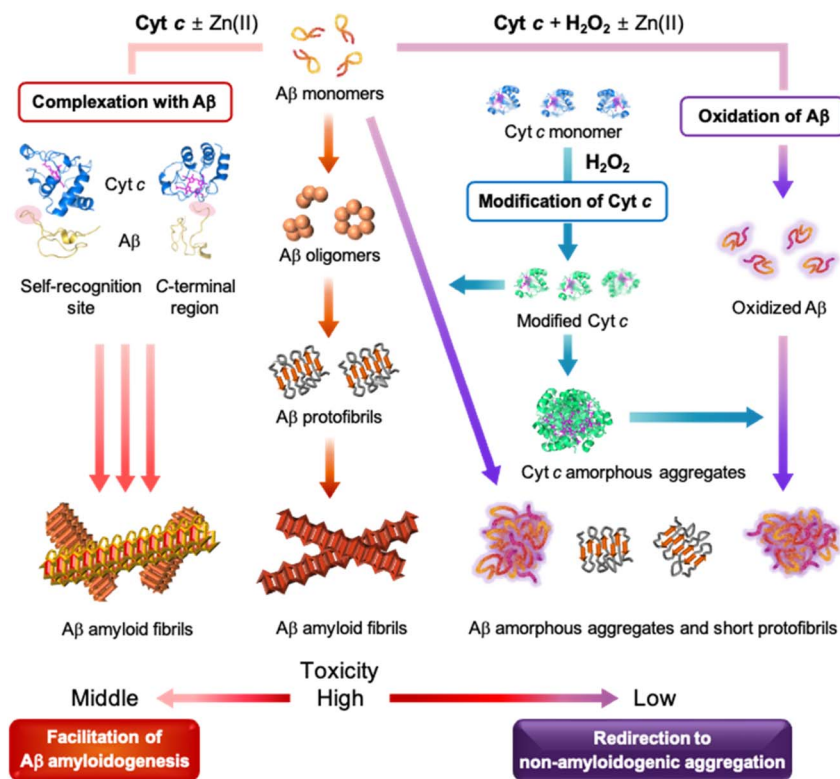 Cyt c ± Zn(II)
Cyt c + H2O2 ± Zn(II)
Complexation with Aβ
Aβ monomers
Cyt c monomer
Oxidation of Aβ
H2O2
Cyt c
Modification of Cyt c
Aβ
Aβ oligomers
Self-recognition
site
C-terminal
region
Modified Cyt c
Oxidized Aβ
Aβ protofibrils
Cyt c amorphous aggregates
Aβ amyloid fibrils
Aβ amyloid fibrils
Aβ amorphous aggregates and short protofibrils
Toxicity
Middle
High
Low
Facilitation of
Aβ amyloidogenesis
Redirection to
non-amyloidogenic aggregation